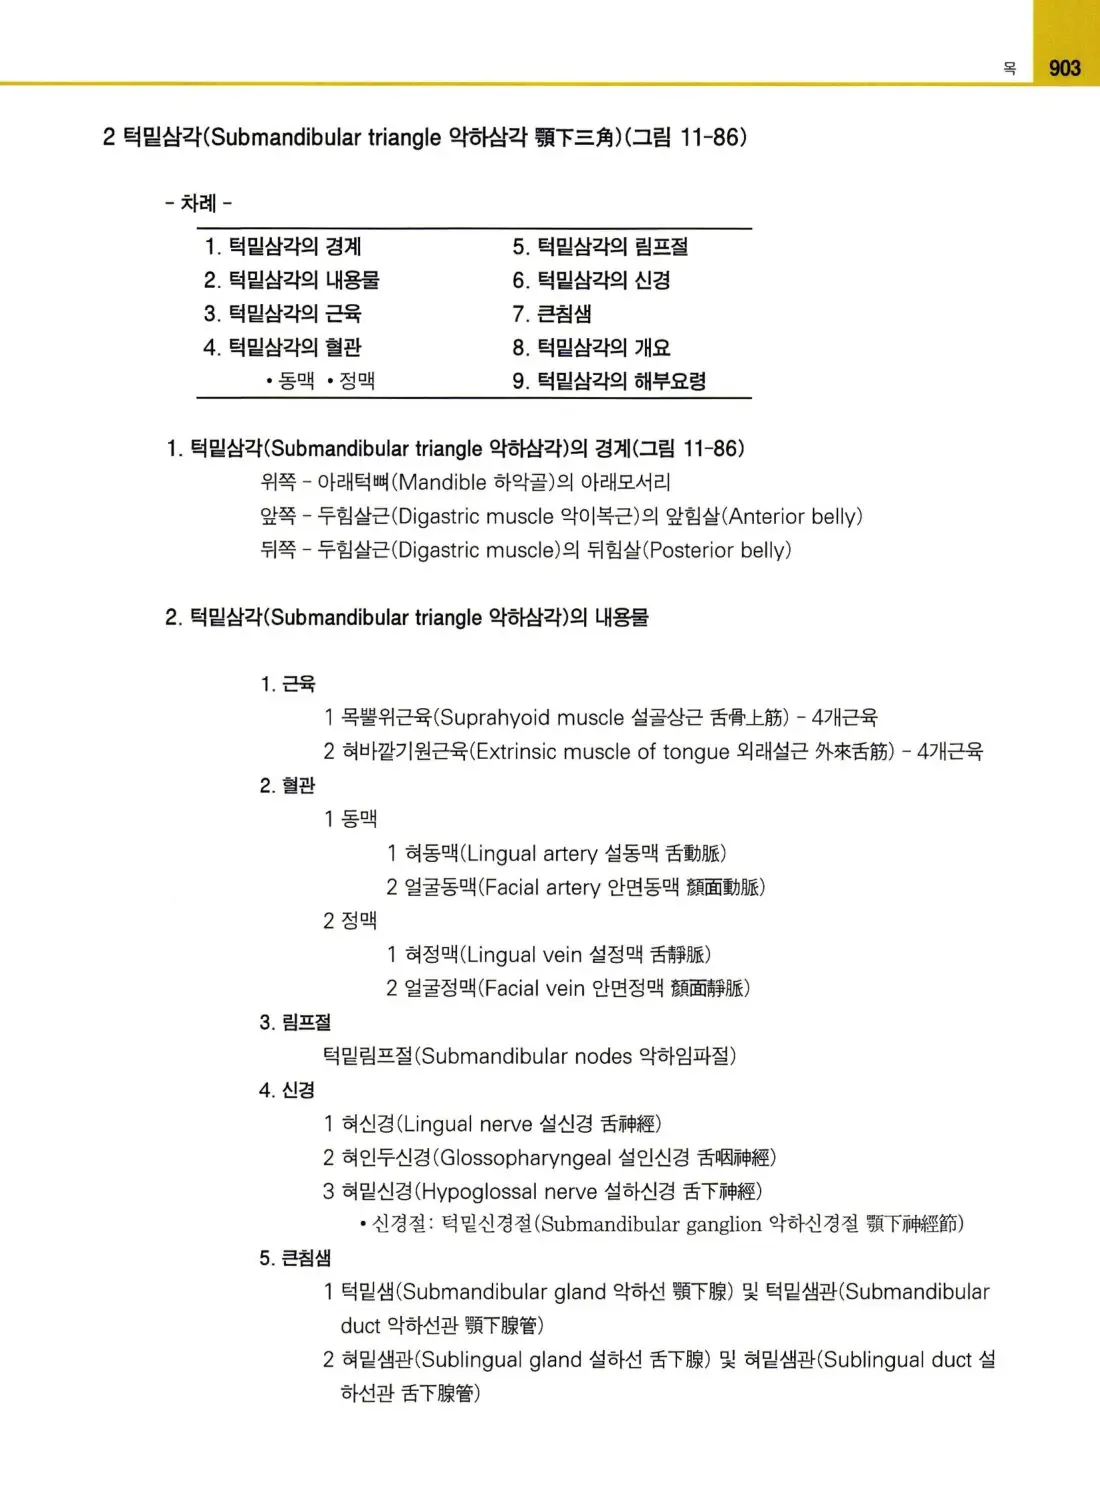 목 903
2 턱밑삼각(Submandibular triangle 악하삼각 顎下三角)(그림 11-86)
- 차례 -
1. 턱밑삼각의 경계
2. 턱밑삼각의 내용물
3. 턱밑삼각의 근육
4. 턱밑삼각의 혈관
• 동맥 • 정맥
5. 턱밑삼각의 림프절
6. 턱밑삼각의 신경
7. 큰침샘
8. 턱밑삼각의 개요
9. 턱밑삼각의 해부요령
1. 턱밑삼각(Submandibular triangle 악하삼각)의 경계(그림 11-86)
위쪽 - 아래턱뼈(Mandible 하악골)의 아래모서리
앞쪽 - 두힘살근(Digastric muscle 악이복근)의 앞힘살(Anterior belly)
뒤쪽 - 두힘살근(Digastric muscle)의 뒤힘살(Posterior belly)
2. 턱밑삼각(Submandibular triangle 악하삼각)의 내용물
1. 근육
1 목뿔위근육(Suprahyoid muscle 설골상근 舌骨上筋) - 4개근육
2 혀바깥기원근육(Extrinsic muscle of tongue 외래설근 外來舌筋) - 4개근육
2. 혈관
1 동맥
1 혀동맥(Lingual artery 설동맥 舌動脈)
2 얼굴동맥(Facial artery 안면동맥 顏面動脈)
2 정맥
1 혀정맥(Lingual vein 설정맥 舌靜脈)
2 얼굴정맥(Facial vein 안면정맥 顏面靜脈)
3. 림프절
턱밑림프절(Submandibular nodes 악하임파절)
4. 신경
1 혀신경(Lingual nerve 설신경 舌神經)
2 혀인두신경(Glossopharyngeal 설인신경 舌咽神經)
3 혀밑신경(Hypoglossal nerve 설하신경 舌下神經)
• 신경절: 턱밑신경절(Submandibular ganglion 악하신경절 顎下神經節)
5. 큰침샘
1 턱밑샘(Submandibular gland 악하선 顎下腺) 및 턱밑샘관(Submandibular
duct 악하선관 顎下腺管)
2 혀밑샘관(Sublingual gland 설하선 舌下腺) 및 혀밑샘관(Sublingual duct 설
하선관 舌下腺管)